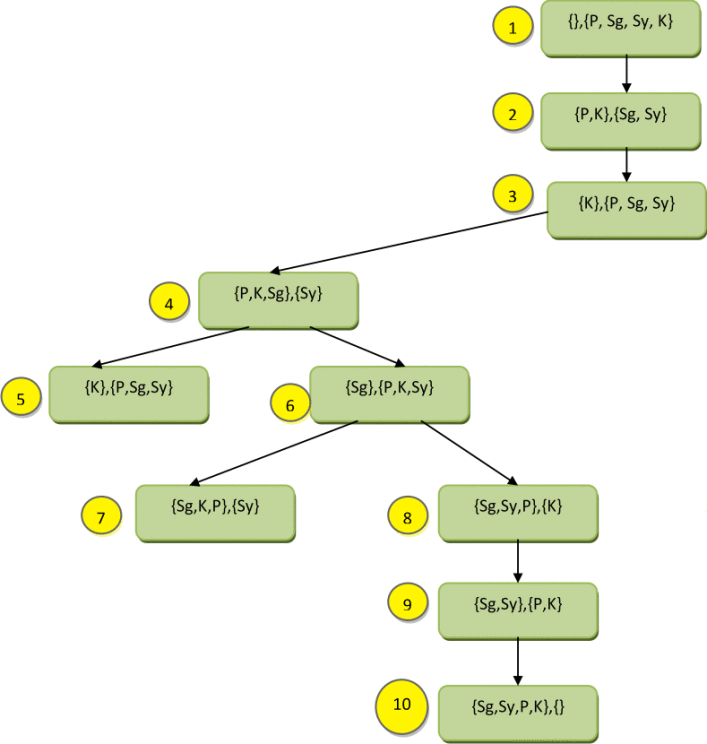 1
{},{P, Sg, Sy, K}
2
{P,K},{Sg, Sy}
3
{K},{P, Sg, Sy}
4
{P,K,Sg},{Sy}
5
{K},{P,Sg,Sy}
6
{Sg},{P,K,Sy}
7
{Sg,K,P},{Sy}
8
{Sg,Sy,P},{K}
9
{Sg,Sy},{P,K}
10
{Sg,Sy,P,K},{}